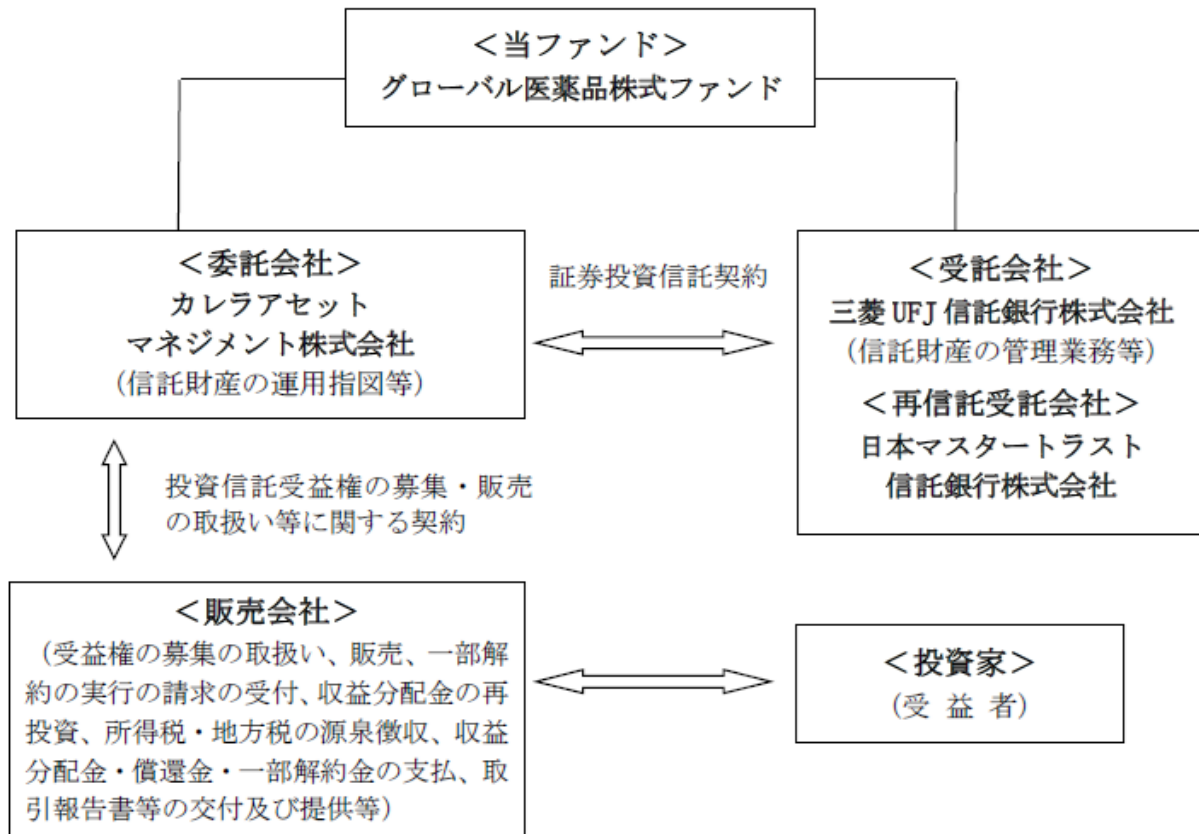 ＜当ファンド＞
グローバル医薬品株式ファンド
＜委託会社＞
カレラアセット
マネジメント株式会社
（信託財産の運用指図等）
証券投資信託契約
＜受託会社＞
三菱 UFJ 信託銀行株式会社
（信託財産の管理業務等）
＜再信託受託会社＞
日本マスタートラスト
信託銀行株式会社
投資信託受益権の募集・販売
の取扱い等に関する契約
＜販売会社＞
（受益権の募集の取扱い、販売、一部解
約の実行の請求の受付、収益分配金の再
投資、所得税・地方税の源泉徴収、収益
分配金・償還金・一部解約金の支払、取
引報告書等の交付及び提供等）
＜投資家＞
（受 益 者）